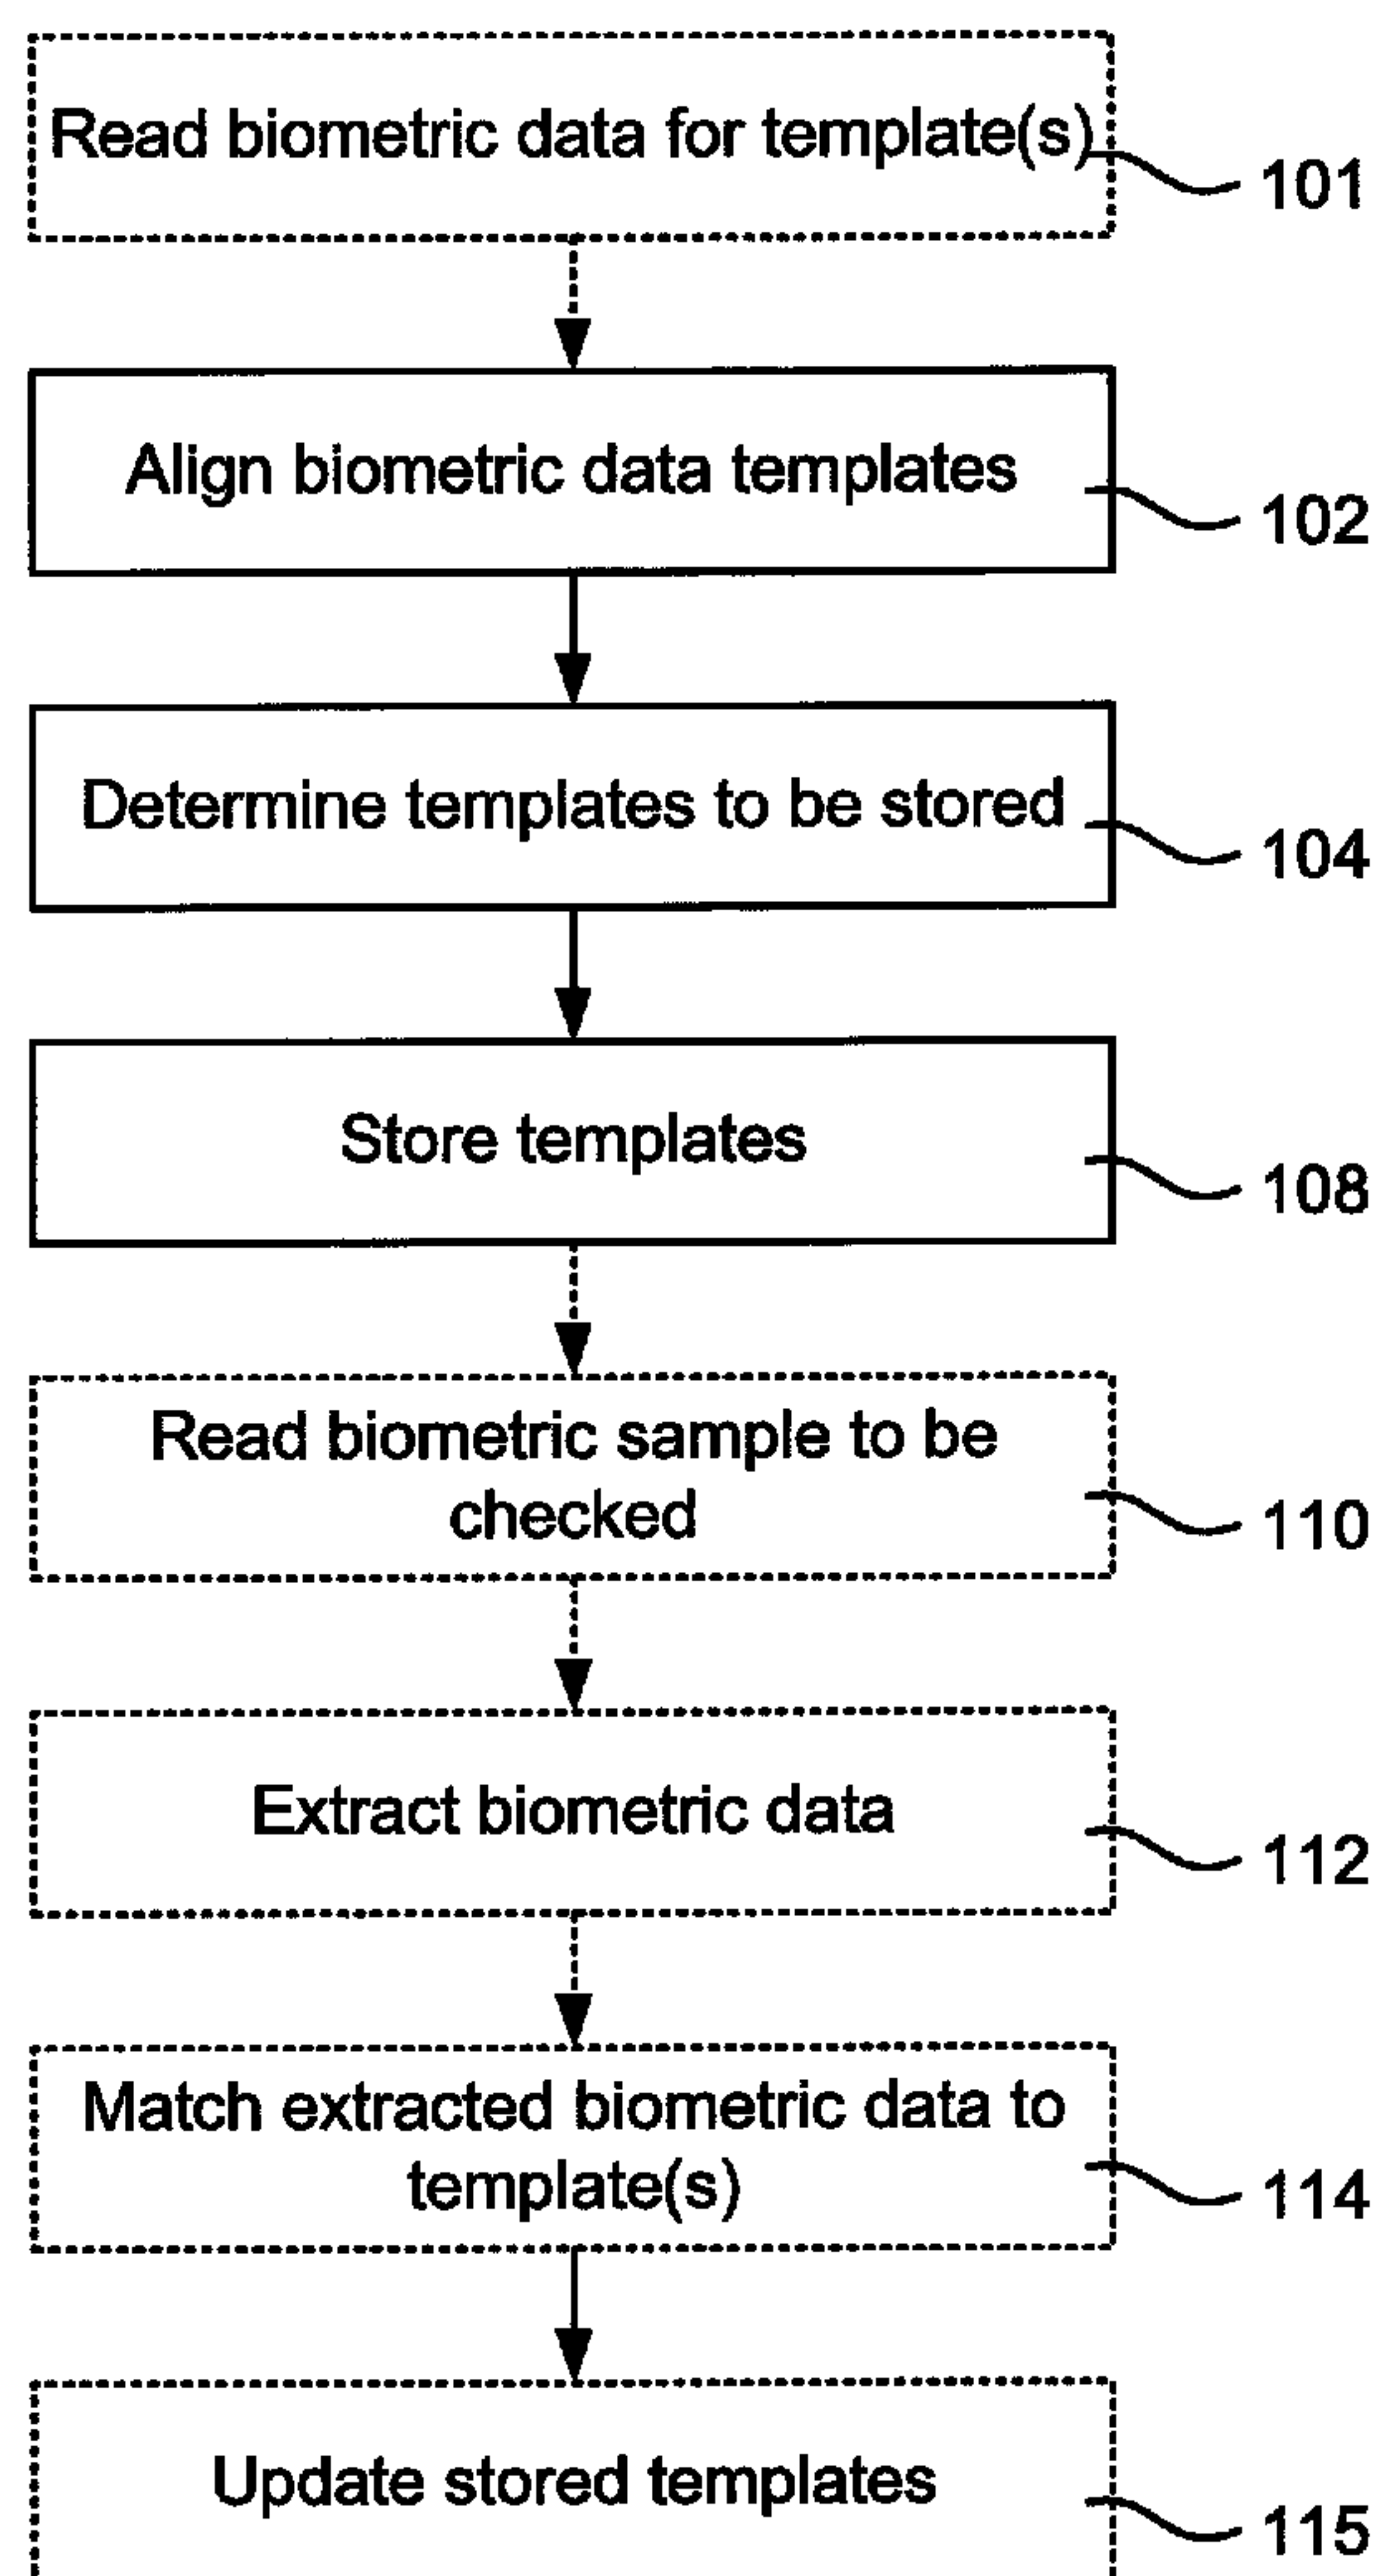 Read biometric data for template(s)
101
Align biometric data templates
102
Determine templates to be stored
104
Store templates
108
Read biometric sample to be
checked
110
Extract biometric data
112
Match extracted biometric data to
template(s)
114
Update stored templates
115